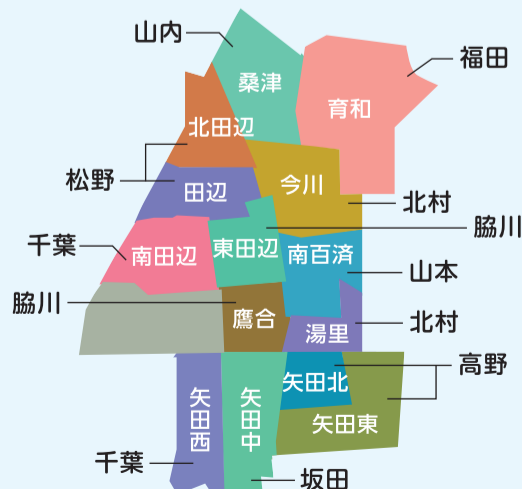 山内
福田
桑津
育和
北田辺
松野
今川
田辺
北村
脇川
千葉
東田辺
南百済
南田辺
山本
脇川
鷹合
北村
湯里
高野
矢田北
矢田西
矢田中
矢田東
千葉
坂田